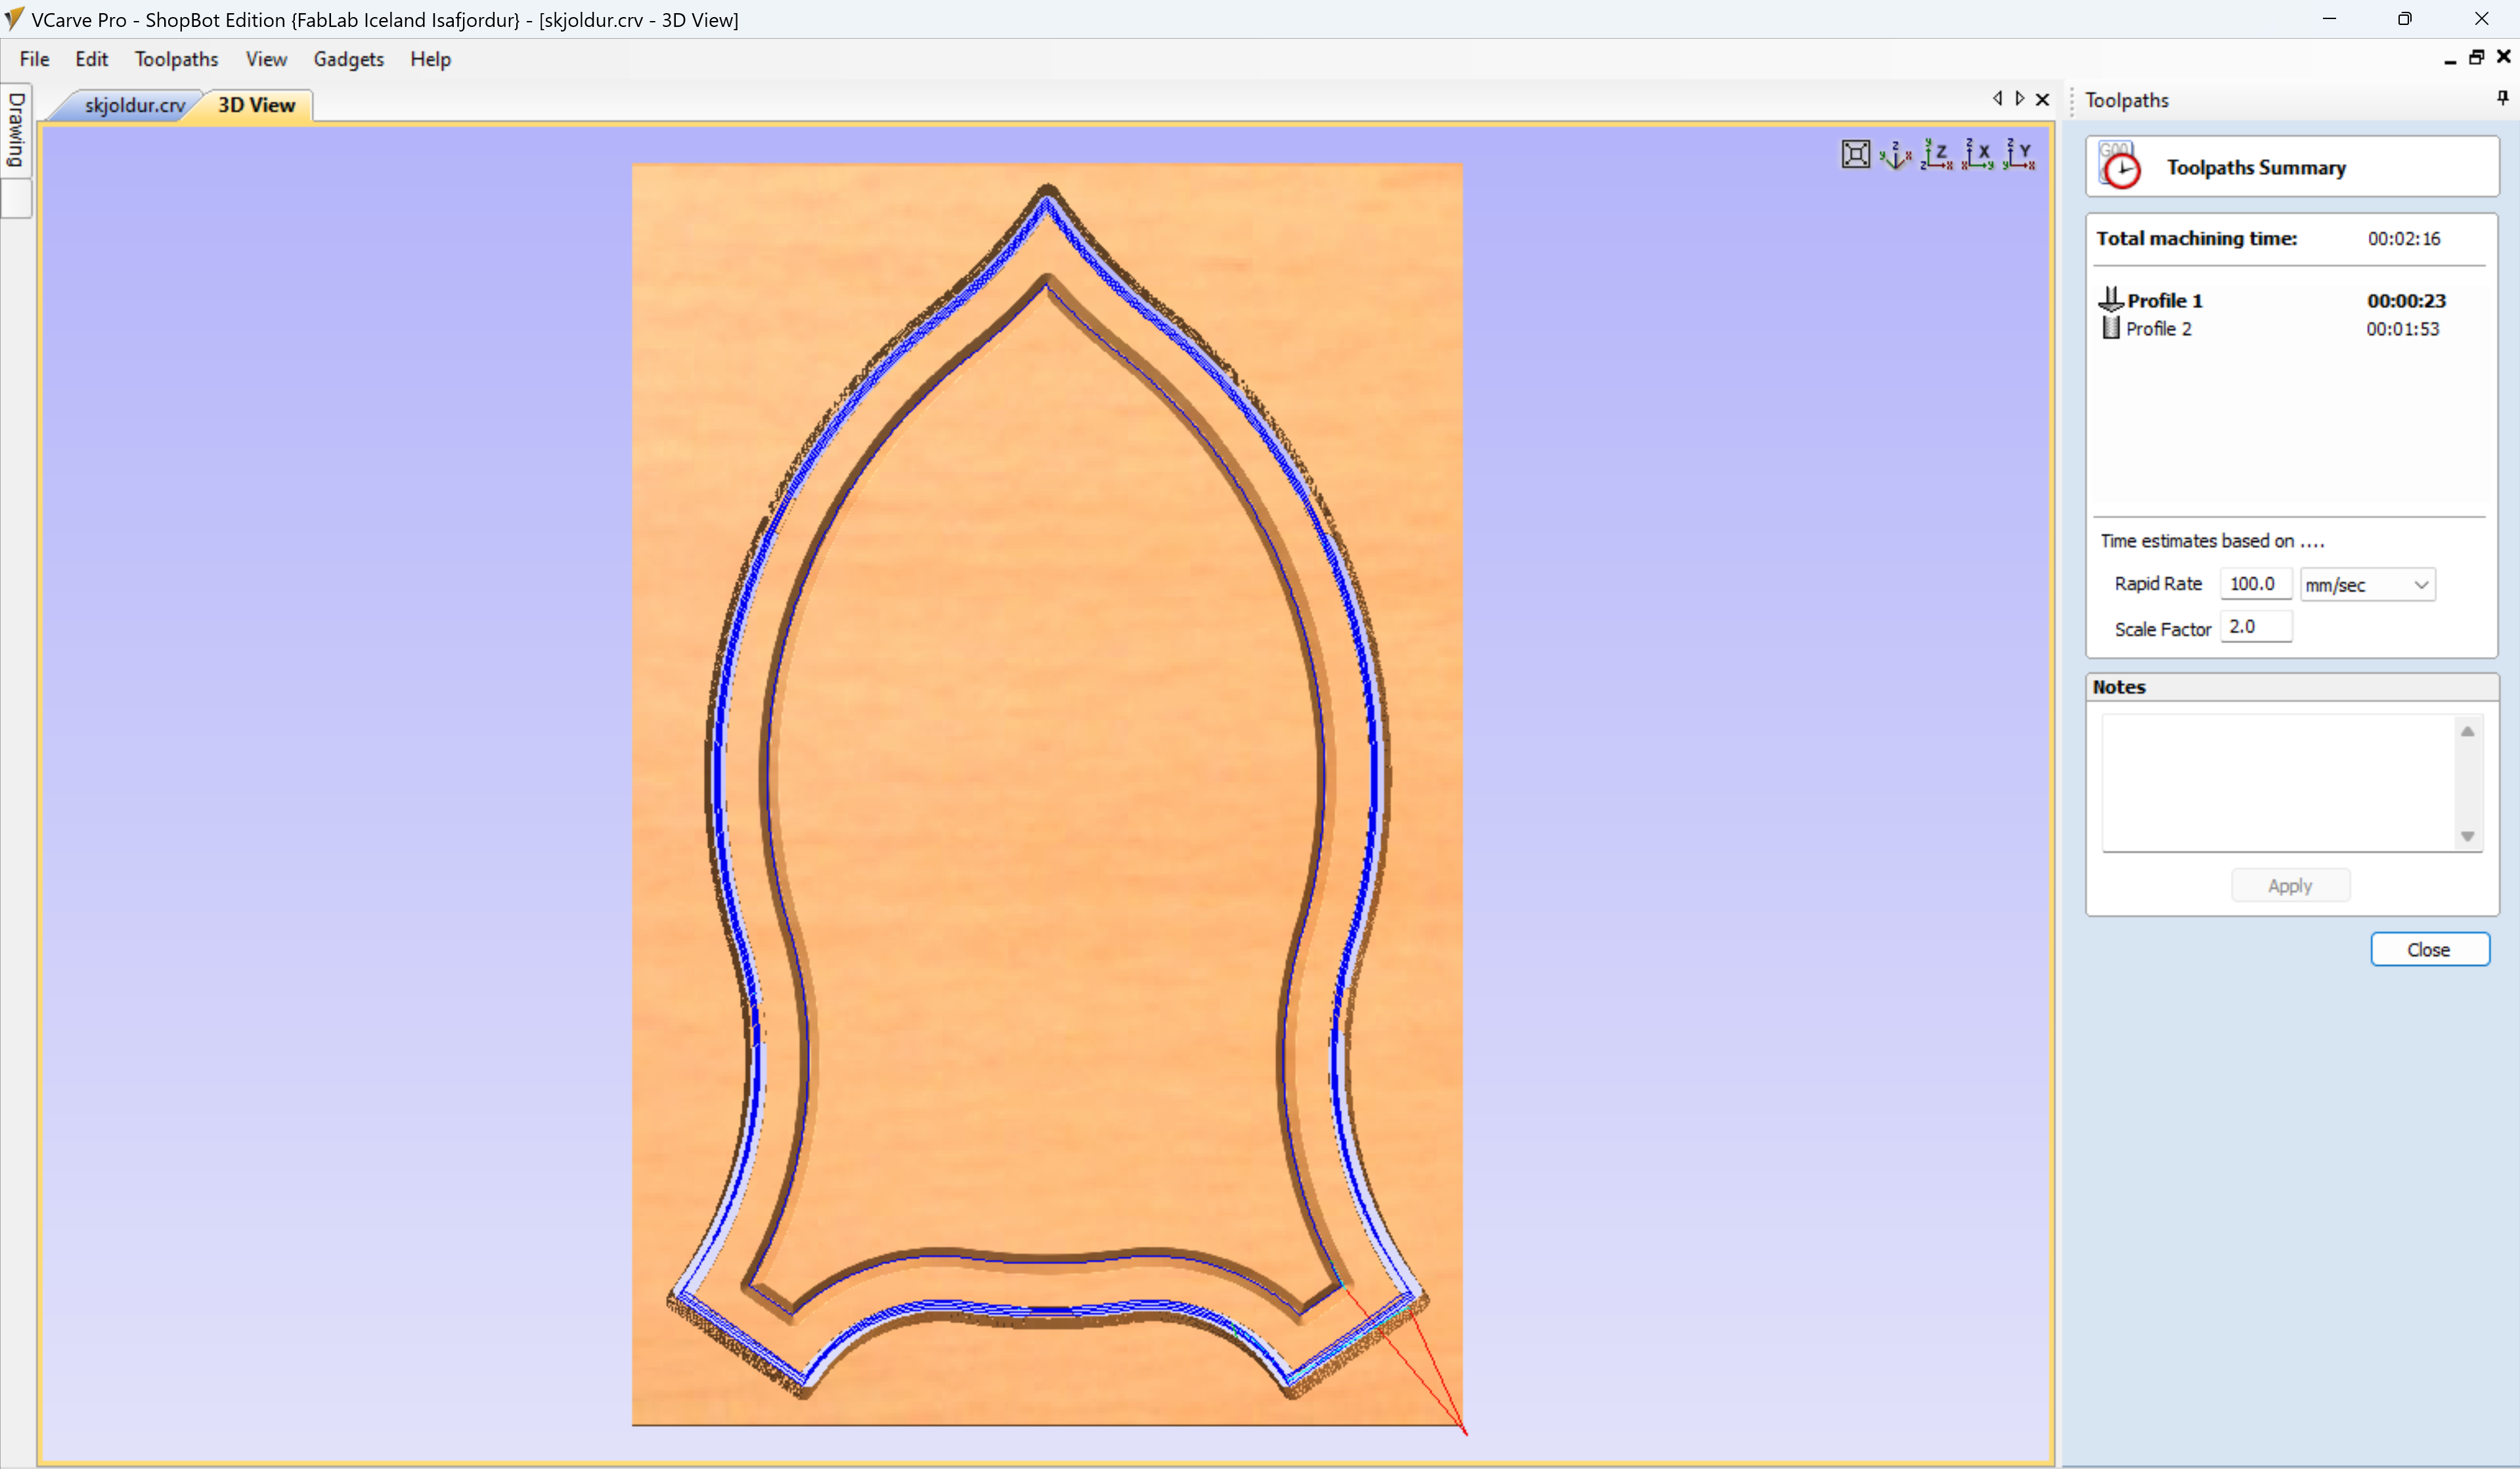 VCarve Pro - ShopBot Edition {FabLab Iceland Isafjordur} - [skjoldur.crv - 3D View]
File Edit Toolpaths View Gadgets Help
Drawing
skjoldur.crv 3D View
Toolpaths
G00
Toolpaths Summary
Total machining time: 00:02:16
Profile 1 00:00:23
Profile 2 00:01:53
Time estimates based on ....
Rapid Rate 100.0 mm/sec
Scale Factor 2.0
Notes
Apply
Close